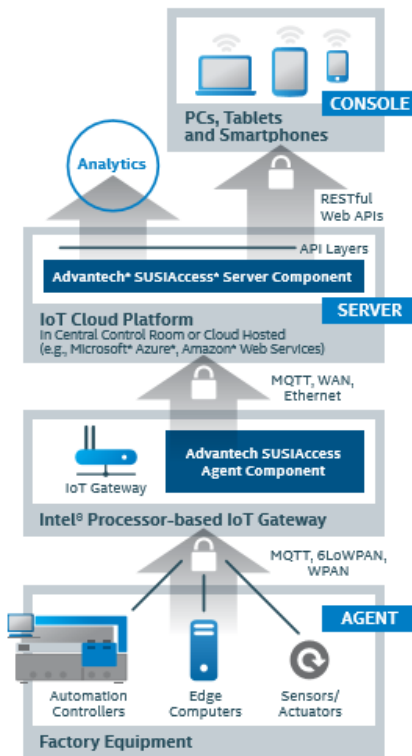 CONSOLE
PCs, Tablets
and Smartphones
Analytics
RESTful
Web APIs
API Layers
Advantech* SUSIAccess* Server Component
SERVER
IoT Cloud Platform
In Central Control Room or Cloud Hosted
(e.g., Microsoft* Azure*, Amazon* Web Services)
MQTT, WAN,
Ethernet
Advantech SUSIAccess
Agent Component
IoT Gateway
Intel® Processor-based IoT Gateway
MQTT, 6LoWPAN,
WPAN
AGENT
Automation
Controllers
Edge
Computers
Sensors/
Actuators
Factory Equipment